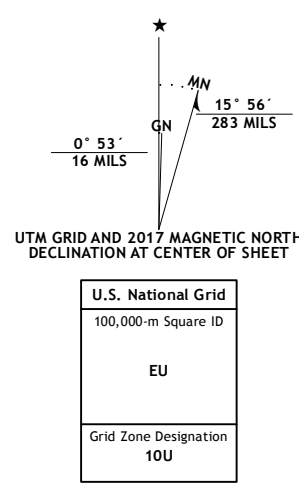 ★
MN
GN
15° 56´
283 MILS
0° 53´
16 MILS
UTM GRID AND 2017 MAGNETIC NORTH
DECLINATION AT CENTER OF SHEET
U.S. National Grid
100,000-m Square ID
EU
Grid Zone Designation
10U